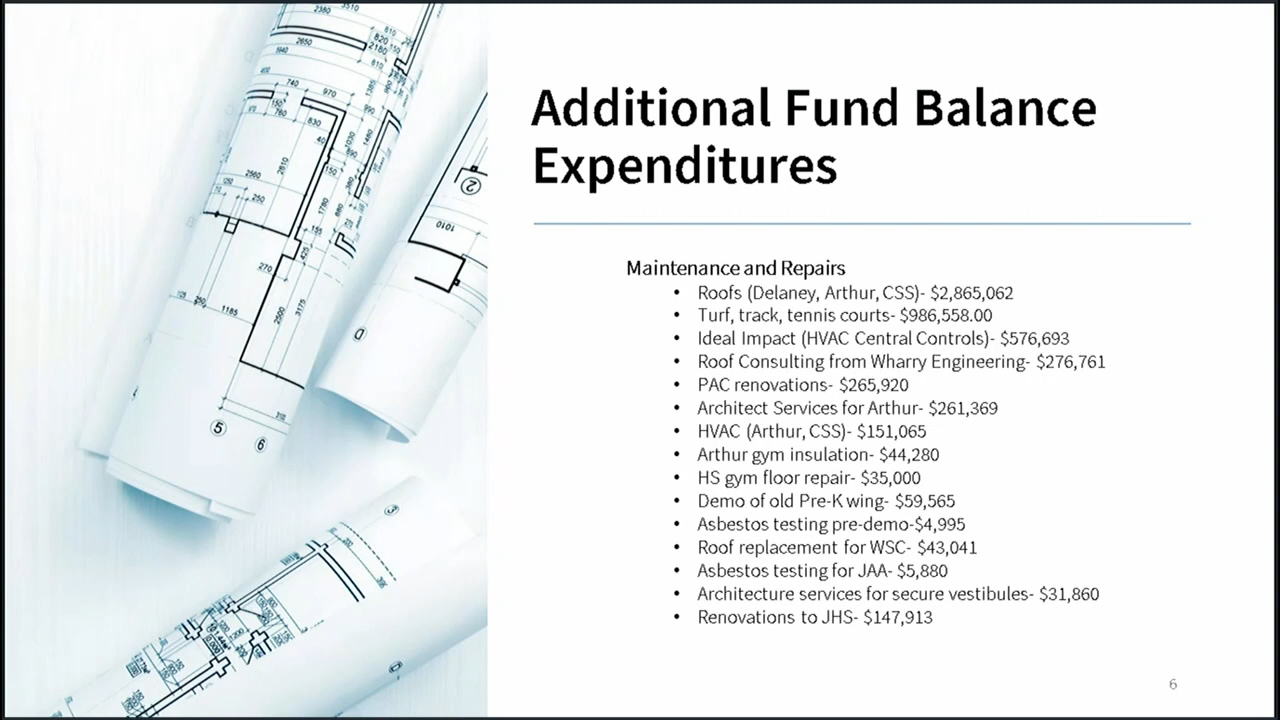 Additional Fund Balance
Expenditures
Maintenance and Repairs
• Roofs (Delaney, Arthur, CSS)- $2,865,062
• Turf, track, tennis courts- $986,558.00
• Ideal Impact (HVAC Central Controls)- $576,693
• Roof Consulting from Wharry Engineering- $276,761
• PAC renovations- $265,920
• Architect Services for Arthur- $261,369
• HVAC (Arthur, CSS)- $151,065
• Arthur gym insulation- $44,280
• HS gym floor repair- $35,000
• Demo of old Pre-K wing- $59,565
• Asbestos testing pre-demo-$4,995
• Roof replacement for WSC- $43,041
• Asbestos testing for JAA- $5,880
• Architecture services for secure vestibules- $31,860
• Renovations to JHS- $147,913
6